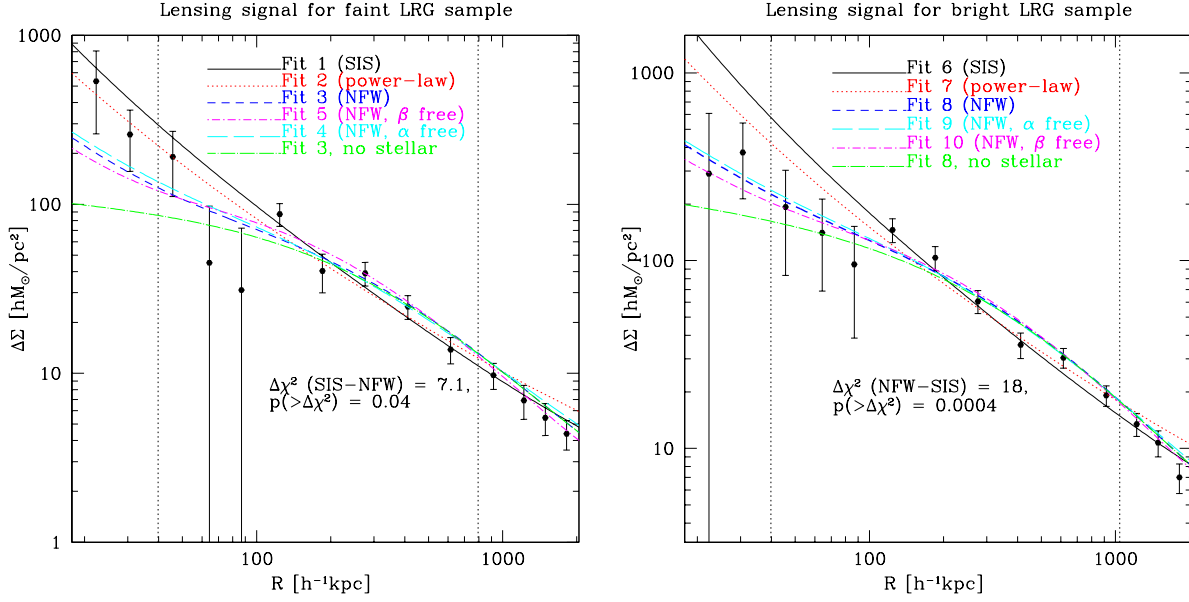 Lensing signal for faint LRG sample
1000
100
10
1
ΔΣ [hM⊙/pc²]
Fit 1 (SIS)
Fit 2 (power-law)
Fit 3 (NFW)
Fit 5 (NFW, β free)
Fit 4 (NFW, α free)
Fit 3, no stellar
Δχ² (SIS-NFW) = 7.1,
p(>Δχ²) = 0.04
100
1000
R [h⁻¹kpc]
Lensing signal for bright LRG sample
1000
100
10
ΔΣ [hM⊙/pc²]
Fit 6 (SIS)
Fit 7 (power-law)
Fit 8 (NFW)
Fit 9 (NFW, α free)
Fit 10 (NFW, β free)
Fit 8, no stellar
Δχ² (NFW-SIS) = 18,
p(>Δχ²) = 0.0004
100
1000
R [h⁻¹kpc]